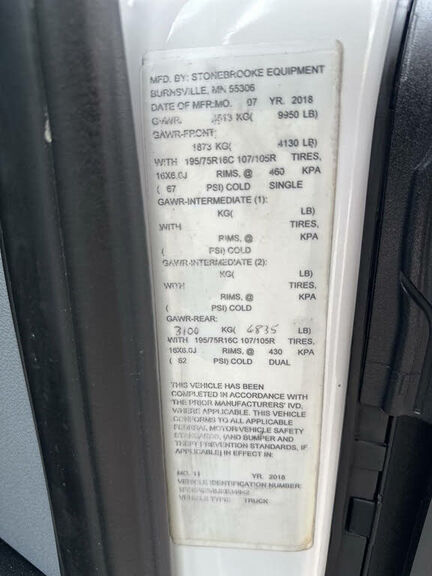 MFD. BY: STONEBROOKE EQUIPMENT
BURNSVILLE, MN 55306
DATE OF MFR: MO. 07 YR. 2018
GVWR: 4513 KG( 9950 LB)
GAWR-FRONT:
1873 KG( 4130 LB)
WITH 195/75R16C 107/105R TIRES,
16X6.0J RIMS, @ 460 KPA
( 67 PSI) COLD SINGLE
GAWR-INTERMEDIATE (1):
KG( LB)
WITH TIRES,
RIMS, @ KPA
( PSI) COLD
GAWR-INTERMEDIATE (2):
KG( LB)
WITH TIRES,
RIMS, @ KPA
( PSI) COLD
GAWR-REAR:
3100 KG( 6835 LB)
WITH 195/75R16C 107/105R TIRES,
16X6.0J RIMS, @ 430 KPA
( 62 PSI) COLD DUAL
THIS VEHICLE HAS BEEN
COMPLETED IN ACCORDANCE WITH
THE PRIOR MANUFACTURERS' IVD,
WHERE APPLICABLE. THIS VEHICLE
CONFORMS TO ALL APPLICABLE
FEDERAL MOTOR VEHICLE SAFETY
STANDARDS, (AND BUMPER AND
THEFT PREVENTION STANDARDS, IF
APPLICABLE) IN EFFECT IN:
MO. 11 YR. 2018
VEHICLE IDENTIFICATION NUMBER:
VEHICLE TYPE: TRUCK